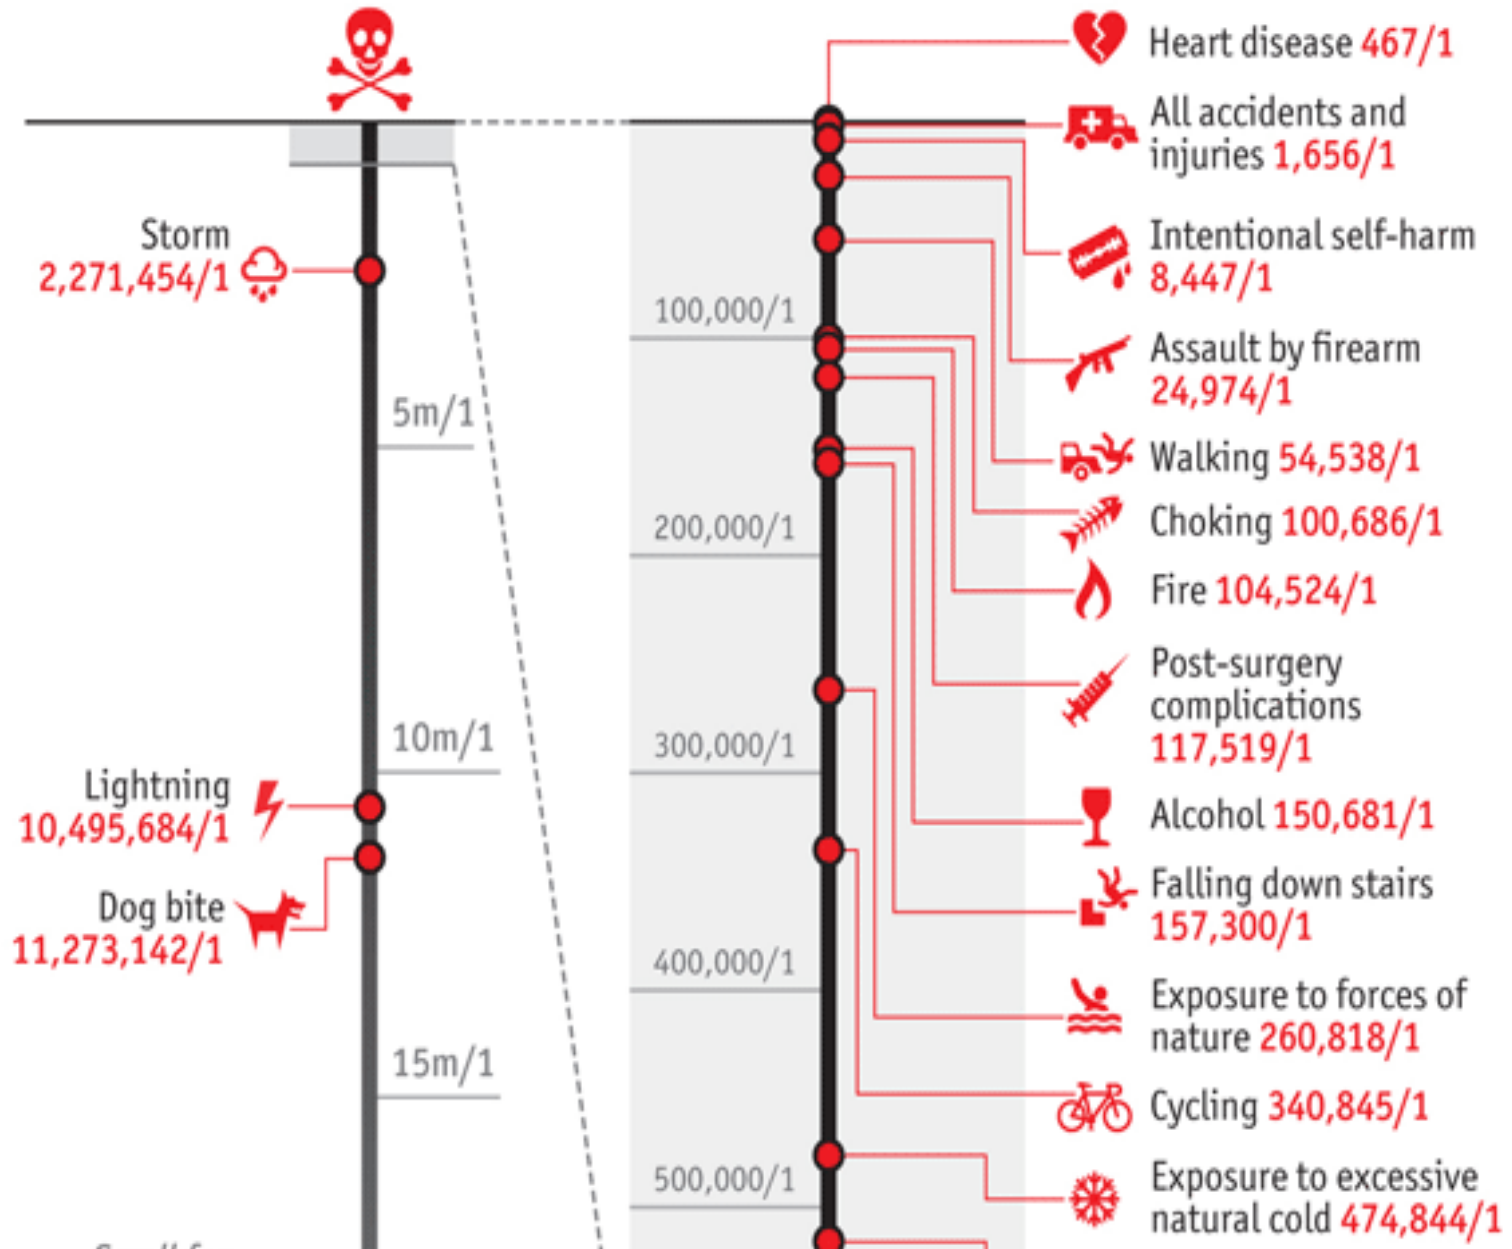 Storm
2,271,454/1
5m/1
10m/1
Lightning
10,495,684/1
Dog bite
11,273,142/1
15m/1
100,000/1
200,000/1
300,000/1
400,000/1
500,000/1
Heart disease 467/1
All accidents and
injuries 1,656/1
Intentional self-harm
8,447/1
Assault by firearm
24,974/1
Walking 54,538/1
Choking 100,686/1
Fire 104,524/1
Post-surgery
complications
117,519/1
Alcohol 150,681/1
Falling down stairs
157,300/1
Exposure to forces of
nature 260,818/1
Cycling 340,845/1
Exposure to excessive
natural cold 474,844/1